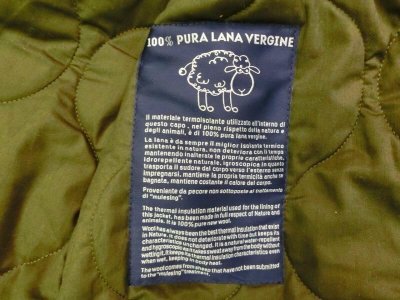 100% PURA LANA VERGINE
Il materiale termoisolante utilizzato all'interno di
questo capo, nel pieno rispetto della natura e
degli animali, è di 100% pura lana vergine.
La lana è da sempre il miglior isolante termico
esistente in natura, non deteriora con il tempo
mantenendo inalterate le proprie caratteristiche,
idrorepellente naturale, igroscopica in quanto
trasporta il sudore del corpo verso l'esterno senza
impregnarsi, mantiene la propria termicità anche se
bagnata, mantiene costante il calore del corpo.
Proveniente da pecore non sottoposte al trattamento
di "mulesing".
The thermal insulation material used for the lining of
this jacket, has been made in full respect of Nature and
animals. It is 100% pure new wool.
Wool has always been the best thermal insulation that exist
in Nature. It does not deteriorate with time but keeps its
characteristics unchanged. It is natural water-repellent
and hygroscopic as it takes sweat away from the body without
wetting it, it keeps its thermal characteristics even
when wet, keeping in body heat.
The wool comes from sheep that have not been submitted
to the "mulesing" treatment.